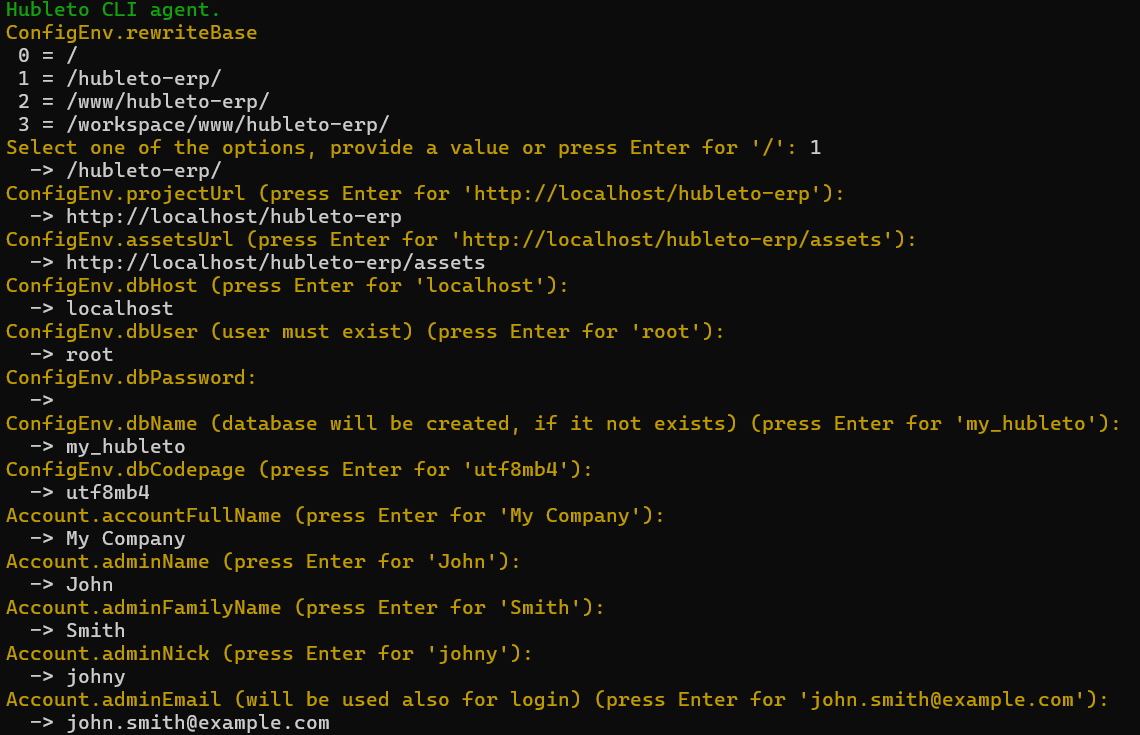 Hubleto CLI agent.
ConfigEnv.rewriteBase
 0 = /
 1 = /hubleto-erp/
 2 = /www/hubleto-erp/
 3 = /workspace/www/hubleto-erp/
Select one of the options, provide a value or press Enter for '/': 1
  -> /hubleto-erp/
ConfigEnv.projectUrl (press Enter for 'http://localhost/hubleto-erp'):
  -> http://localhost/hubleto-erp
ConfigEnv.assetsUrl (press Enter for 'http://localhost/hubleto-erp/assets'):
  -> http://localhost/hubleto-erp/assets
ConfigEnv.dbHost (press Enter for 'localhost'):
  -> localhost
ConfigEnv.dbUser (user must exist) (press Enter for 'root'):
  -> root
ConfigEnv.dbPassword:
  ->
ConfigEnv.dbName (database will be created, if it not exists) (press Enter for 'my_hubleto'):
  -> my_hubleto
ConfigEnv.dbCodepage (press Enter for 'utf8mb4'):
  -> utf8mb4
Account.accountFullName (press Enter for 'My Company'):
  -> My Company
Account.adminName (press Enter for 'John'):
  -> John
Account.adminFamilyName (press Enter for 'Smith'):
  -> Smith
Account.adminNick (press Enter for 'johny'):
  -> johny
Account.adminEmail (will be used also for login) (press Enter for 'john.smith@example.com'):
  -> john.smith@example.com